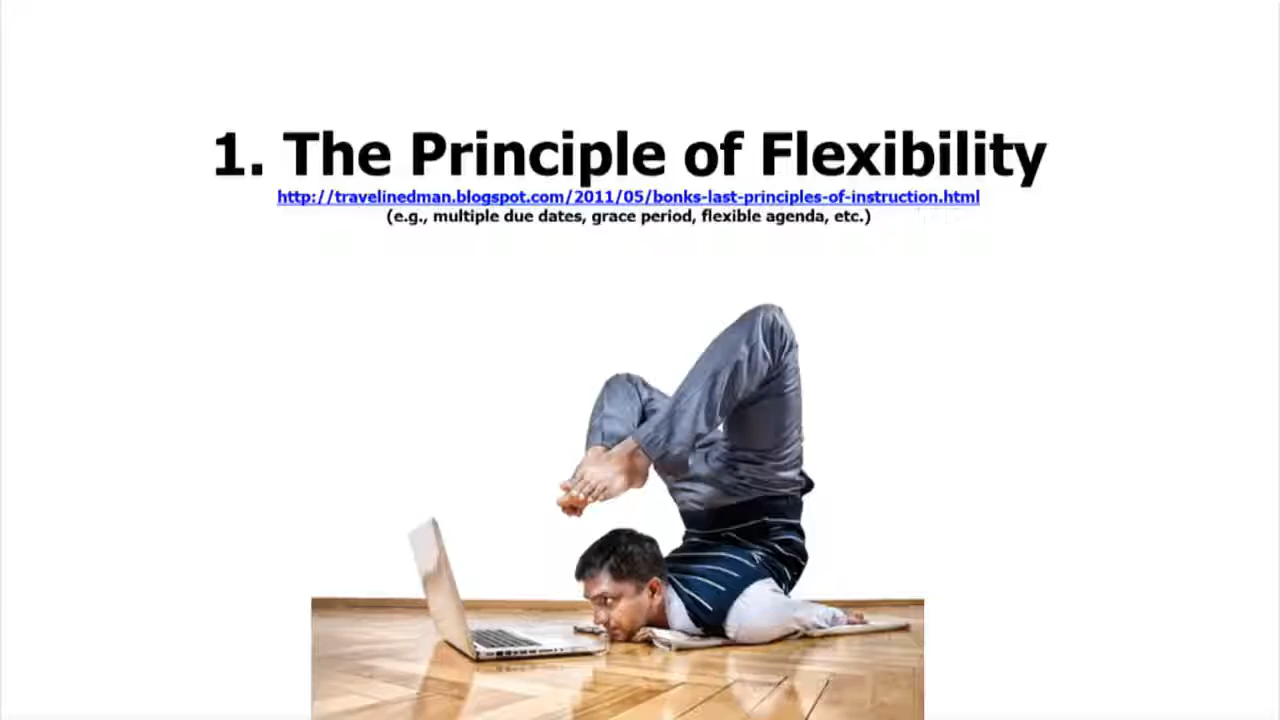 1. The Principle of Flexibility
http://travelinedman.blogspot.com/2011/05/bonks-last-principles-of-instruction.html
(e.g., multiple due dates, grace period, flexible agenda, etc.)